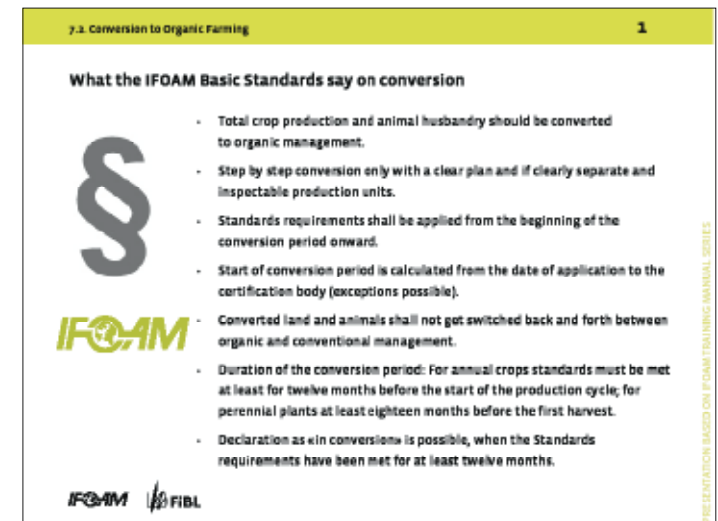 7.2. Conversion to Organic Farming
1
What the IFOAM Basic Standards say on conversion
§
- Total crop production and animal husbandry should be converted
to organic management.
- Step by step conversion only with a clear plan and if clearly separate and
inspectable production units.
- Standards requirements shall be applied from the beginning of the
conversion period onward.
- Start of conversion period is calculated from the date of application to the
certification body (exceptions possible).
IFOAM
- Converted land and animals shall not get switched back and forth between
organic and conventional management.
- Duration of the conversion period: For annual crops standards must be met
at least for twelve months before the start of the production cycle; for
perennial plants at least eighteen months before the first harvest.
- Declaration as «in conversion» is possible, when the Standards
requirements have been met for at least twelve months.
IFOAM FiBL
PRESENTATION BASED ON IFOAM TRAINING MANUAL SERIES